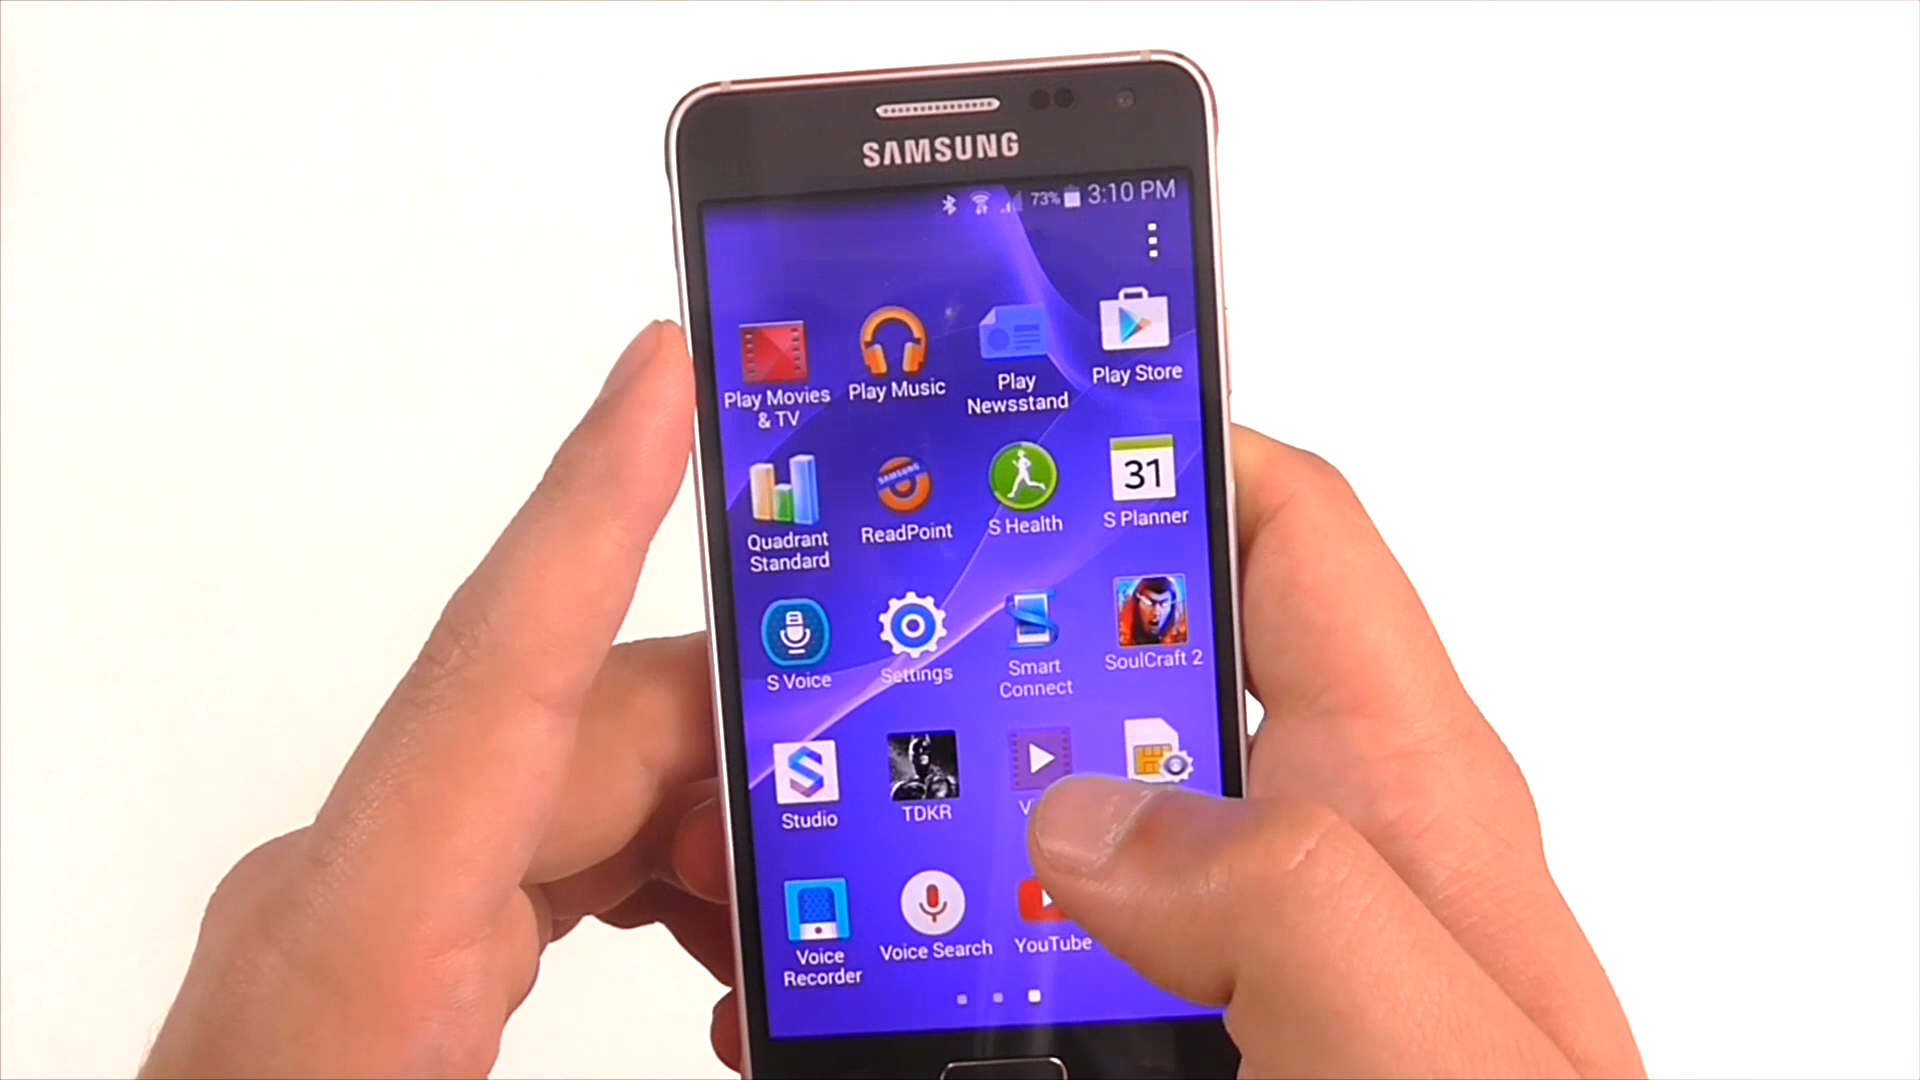 SAMSUNG
73% 3:10 PM
Play Movies
& TV
Play Music
Play
Newsstand
Play Store
Quadrant
Standard
SAMSUNG
ReadPoint
S Health
31
S Planner
S Voice
Settings
Smart
Connect
SoulCraft 2
Studio
TDKR
Voice
Recorder
Voice Search
YouTube